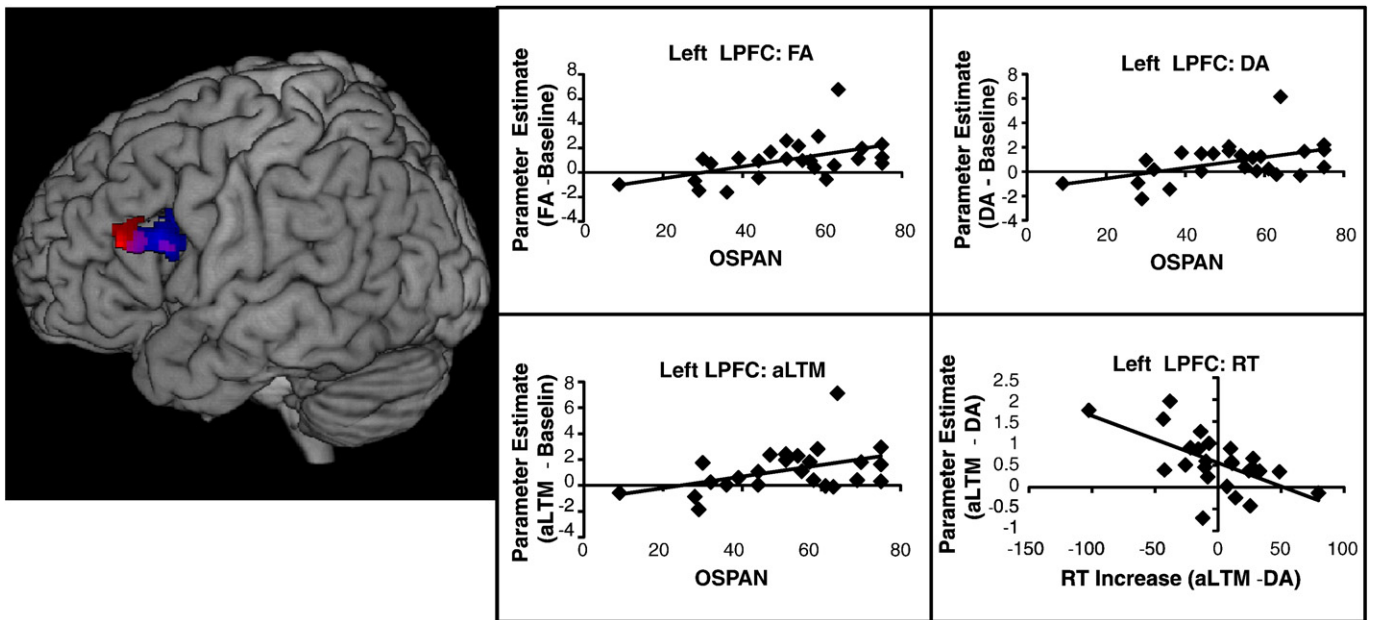 Left LPFC: FA
Parameter Estimate
(FA -Baseline)
8
6
4
2
0
-2
-4
0 20 40 60 80
OSPAN
Left LPFC: DA
Parameter Estimate
(DA - Baseline)
8
6
4
2
0
-2
-4
0 20 40 60 80
OSPAN
Left LPFC: aLTM
Parameter Estimate
(aLTM - Baselin)
8
6
4
2
0
-2
-4
0 20 40 60 80
OSPAN
Left LPFC: RT
Parameter Estimate
(aLTM - DA)
2.5
2
1.5
1
0.5
0
-0.5
-1
-150 -100 -50 0 50 100
RT Increase (aLTM -DA)